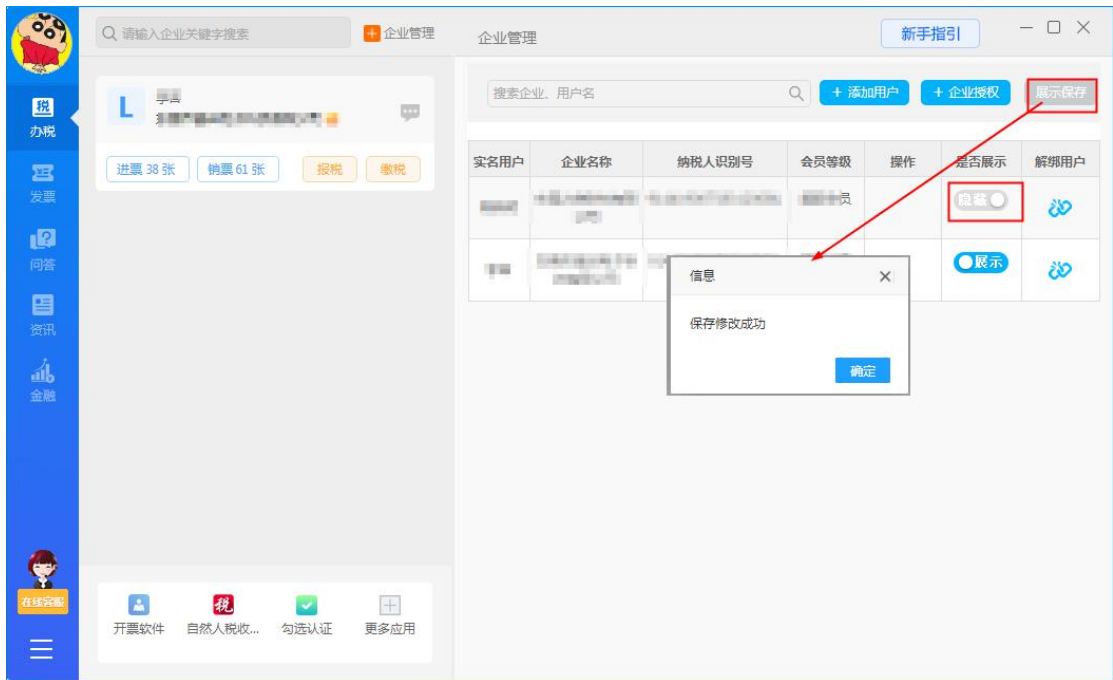 请输入企业关键字搜索
企业管理
企业管理
新手指引
搜索企业、用户名
+ 添加用户
+ 企业授权
展示保存
税
办税
发票
问答
资讯
金融
在线客服
L
进票 38 张
销票 61 张
报税
缴税
实名用户 企业名称 纳税人识别号 会员等级 操作 是否展示 解绑用户
员
隐藏
展示
信息
保存修改成功
确定
税
开票软件 自然人税收... 勾选认证 更多应用